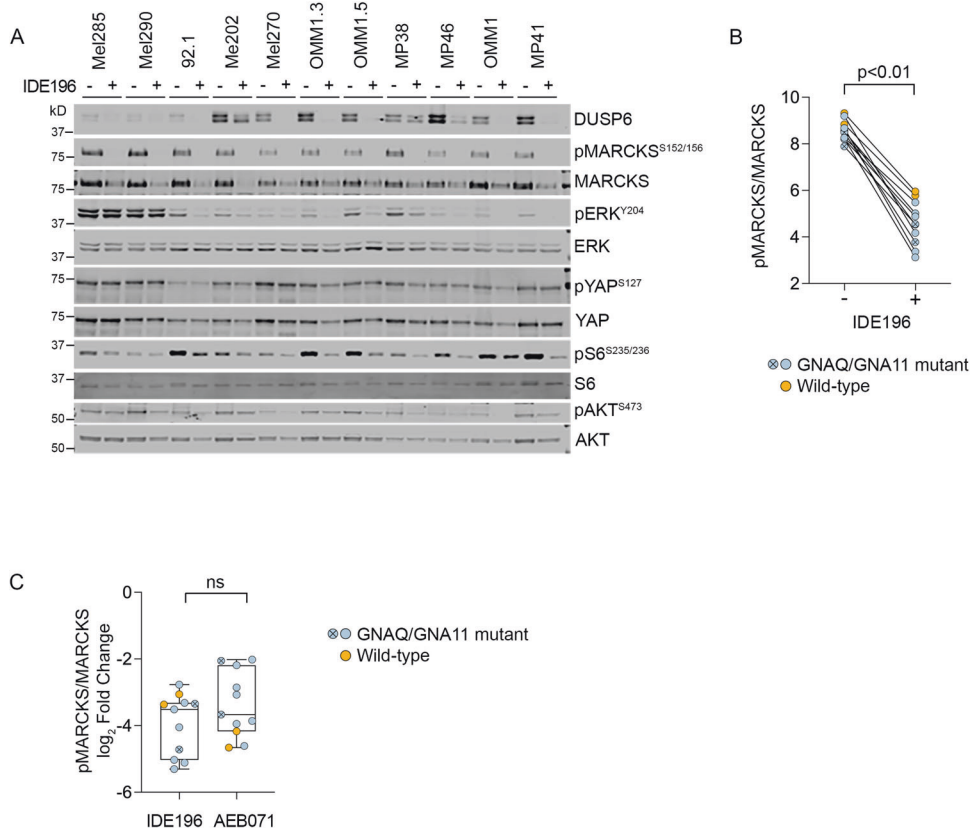 A
Mel285
Mel290
92.1
Me202
Mel270
OMM1.3
OMM1.5
MP38
MP46
OMM1
MP41
IDE196 - + - + - + - + - + - + - + - + - + - + - +
kD
37
DUSP6
75
pMARCKS S152/156
75
MARCKS
37
pERK Y204
37
ERK
75
pYAP S127
75
YAP
37
pS6 S235/236
37
S6
50
pAKT S473
50
AKT
B
p<0.01
pMARCKS/MARCKS
10
8
6
4
2
- +
IDE196
GNAQ/GNA11 mutant
Wild-type
C
ns
pMARCKS/MARCKS
log2 Fold Change
0
-2
-4
-6
IDE196 AEB071
GNAQ/GNA11 mutant
Wild-type